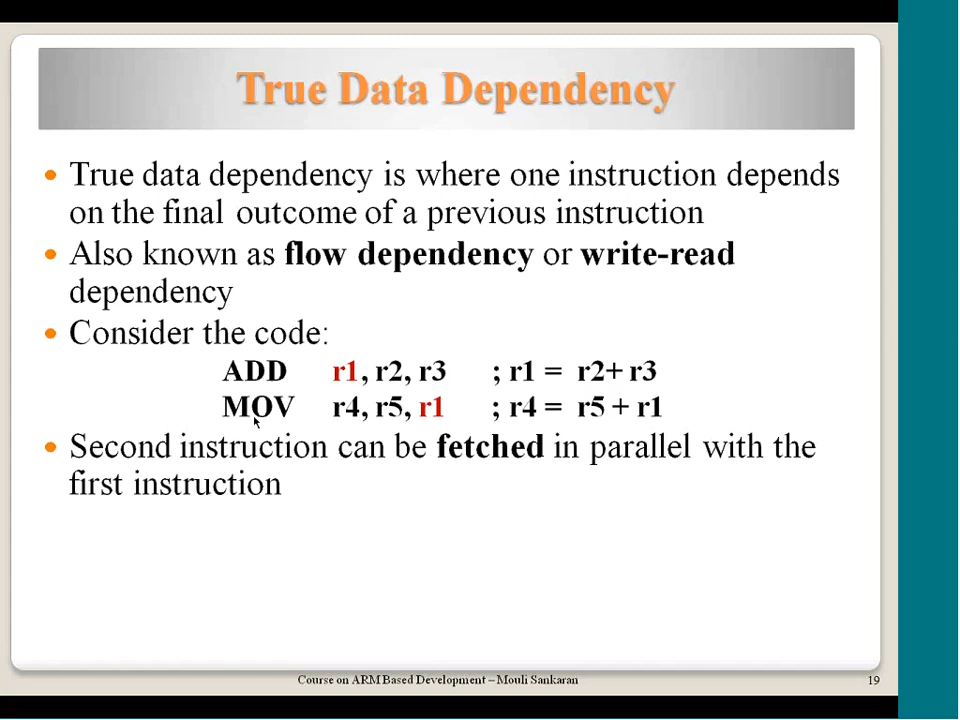 True Data Dependency
• True data dependency is where one instruction depends
on the final outcome of a previous instruction
• Also known as flow dependency or write-read
dependency
• Consider the code:
ADD r1, r2, r3 ; r1 = r2+ r3
MOV r4, r5, r1 ; r4 = r5 + r1
• Second instruction can be fetched in parallel with the
first instruction
Course on ARM Based Development – Mouli Sankaran 19